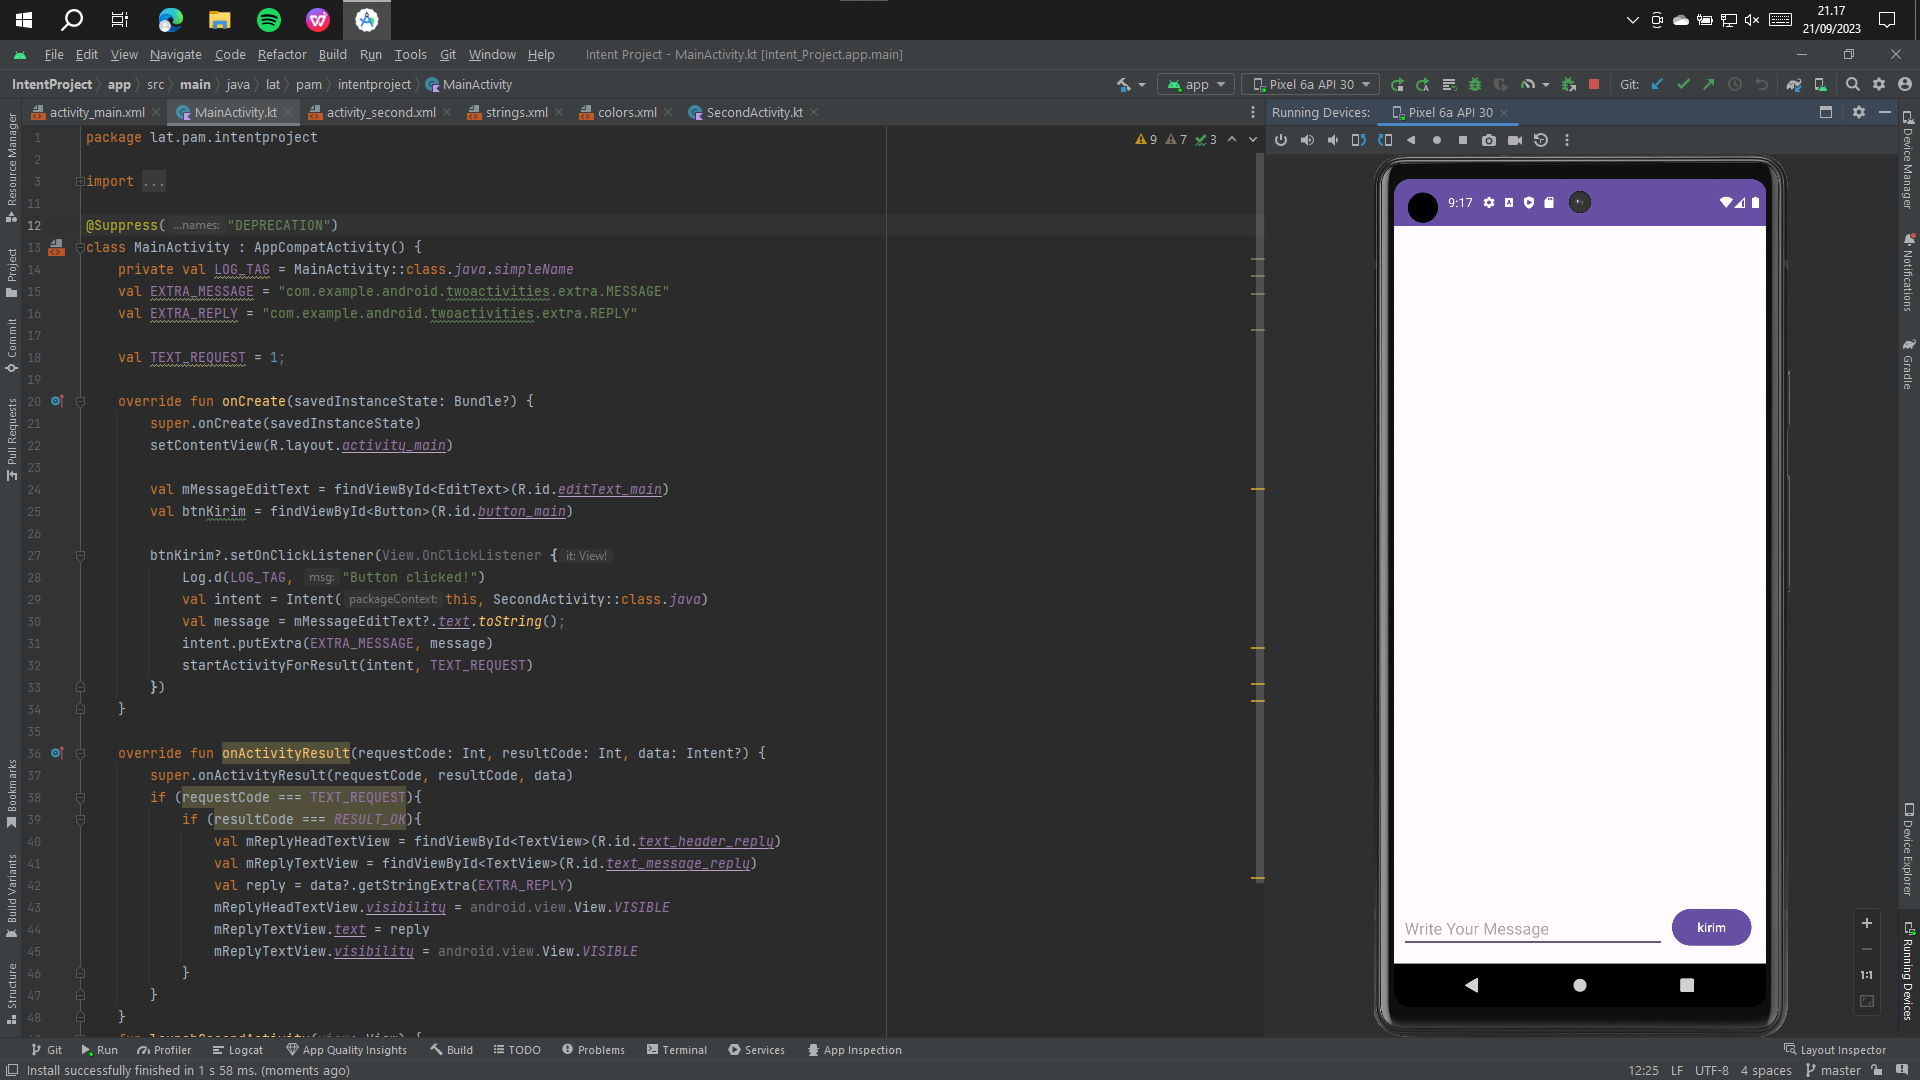 21.17
21/09/2023
File Edit View Navigate Code Refactor Build Run Tools Git Window Help Intent Project - MainActivity.kt [Intent_Project.app.main]
IntentProject app src main java lat pam intentproject MainActivity app Pixel 6a API 30 Git:
activity_main.xml MainActivity.kt activity_second.xml strings.xml colors.xml SecondActivity.kt Running Devices: Pixel 6a API 30
9 7 3
1 package lat.pam.intentproject
2
3 import ...
11
12 @Suppress( ...names: "DEPRECATION")
13 class MainActivity : AppCompatActivity() {
14 private val LOG_TAG = MainActivity::class.java.simpleName
15 val EXTRA_MESSAGE = "com.example.android.twoactivities.extra.MESSAGE"
16 val EXTRA_REPLY = "com.example.android.twoactivities.extra.REPLY"
17
18 val TEXT_REQUEST = 1;
19
20 override fun onCreate(savedInstanceState: Bundle?) {
21 super.onCreate(savedInstanceState)
22 setContentView(R.layout.activity_main)
23
24 val mMessageEditText = findViewById<EditText>(R.id.editText_main)
25 val btnKirim = findViewById<Button>(R.id.button_main)
26
27 btnKirim?.setOnClickListener(View.OnClickListener { it: View!
28 Log.d(LOG_TAG, msg: "Button clicked!")
29 val intent = Intent( packageContext: this, SecondActivity::class.java)
30 val message = mMessageEditText?.text.toString();
31 intent.putExtra(EXTRA_MESSAGE, message)
32 startActivityForResult(intent, TEXT_REQUEST)
33 })
34 }
35
36 override fun onActivityResult(requestCode: Int, resultCode: Int, data: Intent?) {
37 super.onActivityResult(requestCode, resultCode, data)
38 if (requestCode === TEXT_REQUEST){
39 if (resultCode === RESULT_OK){
40 val mReplyHeadTextView = findViewById<TextView>(R.id.text_header_reply)
41 val mReplyTextView = findViewById<TextView>(R.id.text_message_reply)
42 val reply = data?.getStringExtra(EXTRA_REPLY)
43 mReplyHeadTextView.visibility = android.view.View.VISIBLE
44 mReplyTextView.text = reply
45 mReplyTextView.visibility = android.view.View.VISIBLE
46 }
47 }
48 }
Resource Manager
Project
Commit
Pull Requests
Bookmarks
Build Variants
Structure
9:17
Write Your Message
kirim
1:1
Device Manager
Notifications
Gradle
Device Explorer
Running Devices
Git Run Profiler Logcat App Quality Insights Build TODO Problems Terminal Services App Inspection Layout Inspector
Install successfully finished in 1 s 58 ms. (moments ago) 12:25 LF UTF-8 4 spaces master